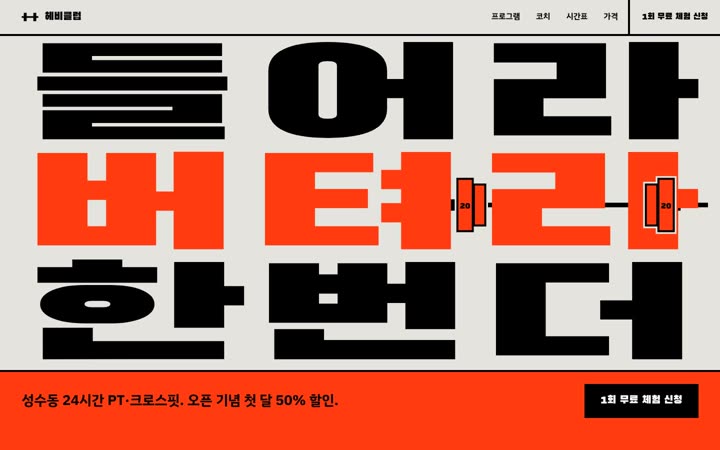 헤비클럽
프로그램 코치 시간표 가격 1회 무료 체험 신청
들어라
버텨라
20 20
한번더
성수동 24시간 PT·크로스핏. 오픈 기념 첫 달 50% 할인.
1회 무료 체험 신청